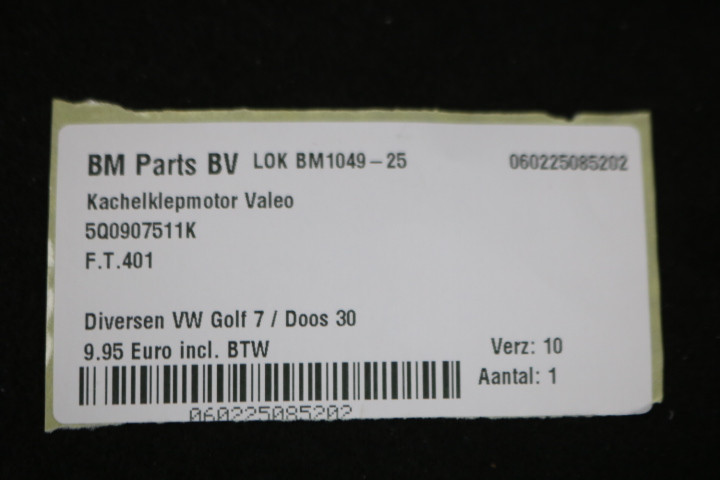 BM Parts BV LOK BM1049-25 060225085202
Kachelklepmotor Valeo
5Q0907511K
F.T.401
Diversen VW Golf 7 / Doos 30
9.95 Euro incl. BTW Verz: 10
Aantal: 1
060225085202